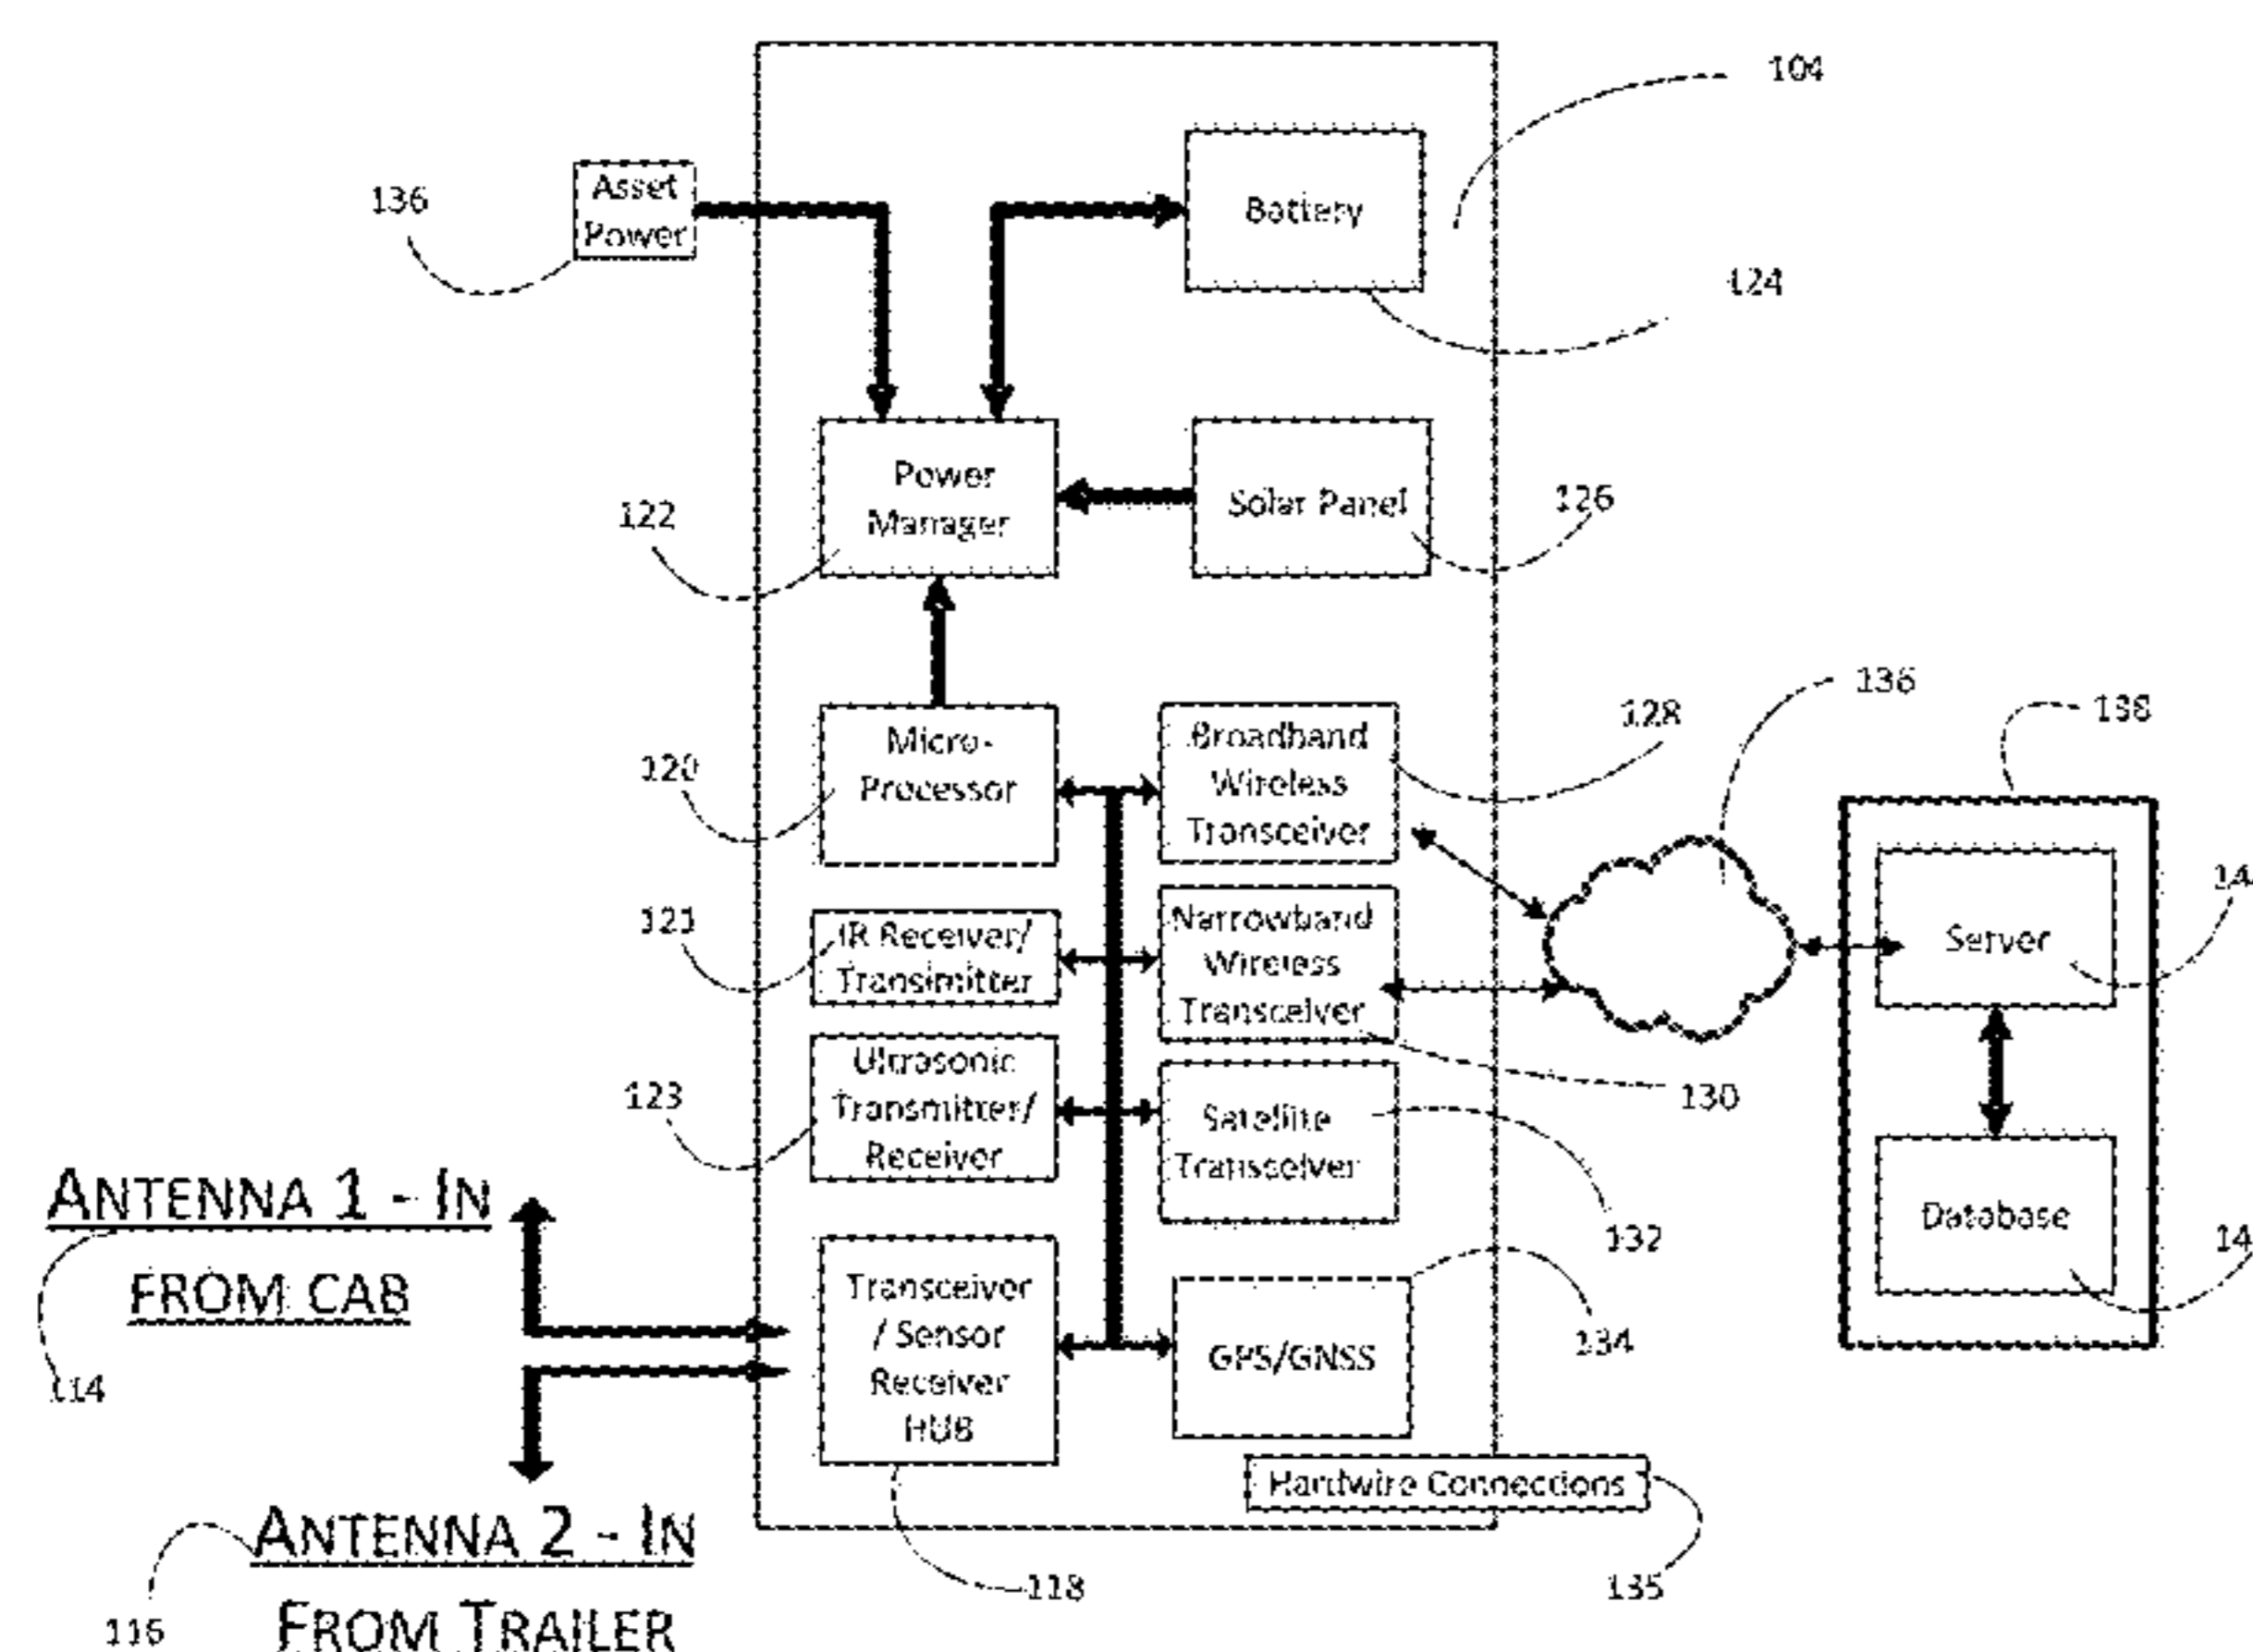 104
Asset
Power
136
Battery
124
Power
Manager
122
Solar Panel
126
Micro-
Processor
120
Broadband
Wireless
Transceiver
128
136
138
IR Receiver/
Transimitter
121
Narrowband
Wireless
Transceiver
130
Server
14
Ultrasonic
Transmitter/
Receiver
123
Satellite
Transceiver
132
Database
14
ANTENNA 1 - IN
FROM CAB
114
Transceiver
/ Sensor
Receiver
HUB
118
GPS/GNSS
134
Hardwire Connections
135
ANTENNA 2 - IN
FROM TRAILER
116